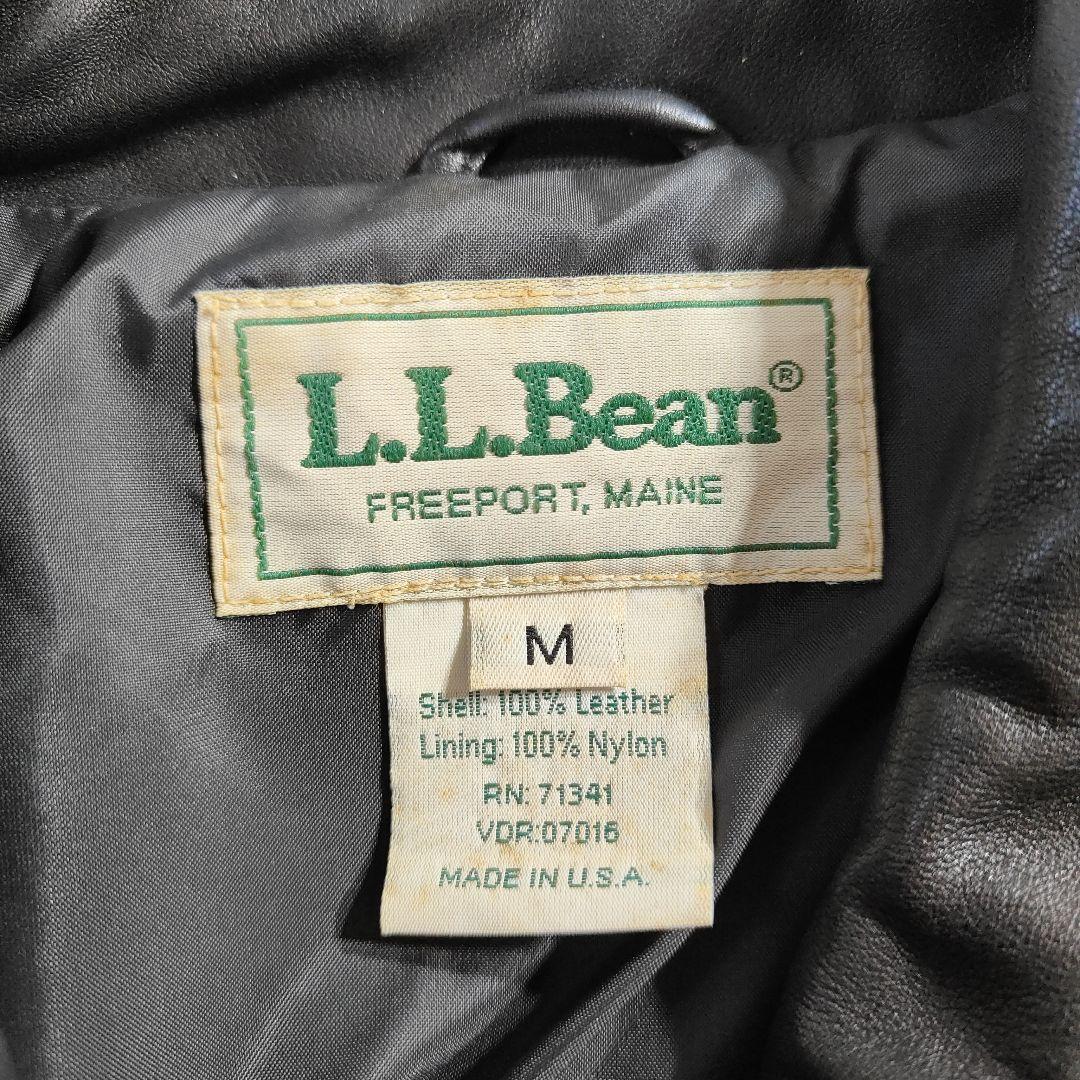 L.L.Bean®
FREEPORT, MAINE
M
Shell: 100% Leather
Lining: 100% Nylon
RN: 71341
VDR:07016
MADE IN U.S.A.